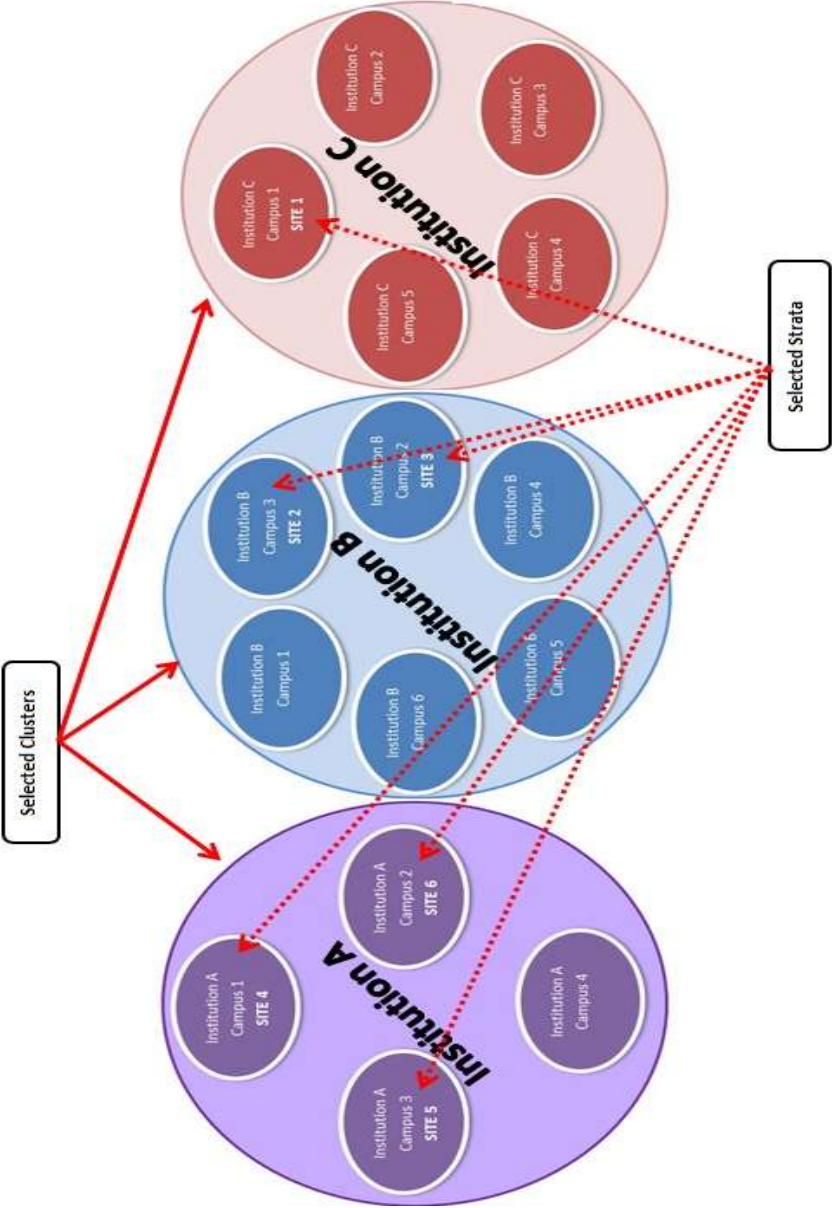 Selected Clusters
Institution A
Institution A
Campus 1
SITE 4
Institution A
Campus 2
SITE 6
Institution A
Campus 3
SITE 5
Institution A
Campus 4
Institution B
Institution B
Campus 1
Institution B
Campus 3
SITE 2
Institution B
Campus 2
SITE 3
Institution B
Campus 6
Institution B
Campus 5
Institution B
Campus 4
Institution C
Institution C
Campus 1
SITE 1
Institution C
Campus 2
Institution C
Campus 5
Institution C
Campus 4
Institution C
Campus 3
Selected Strata